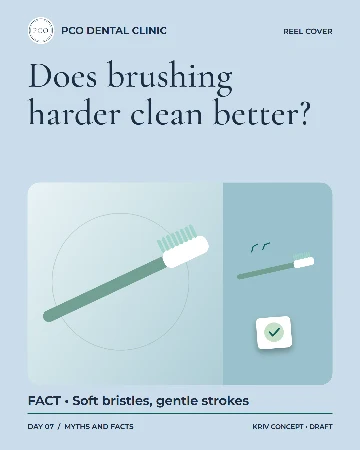 PCO
PCO DENTAL CLINIC
REEL COVER
Does brushing
harder clean better?
FACT • Soft bristles, gentle strokes
DAY 07 / MYTHS AND FACTS
KRIV CONCEPT • DRAFT